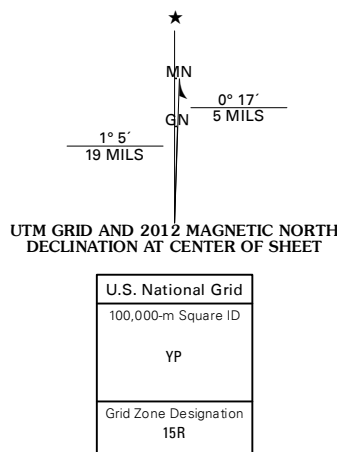 ★
MN
0° 17´
5 MILS
GN
1° 5´
19 MILS
UTM GRID AND 2012 MAGNETIC NORTH
DECLINATION AT CENTER OF SHEET
U.S. National Grid
100,000-m Square ID
YP
Grid Zone Designation
15R